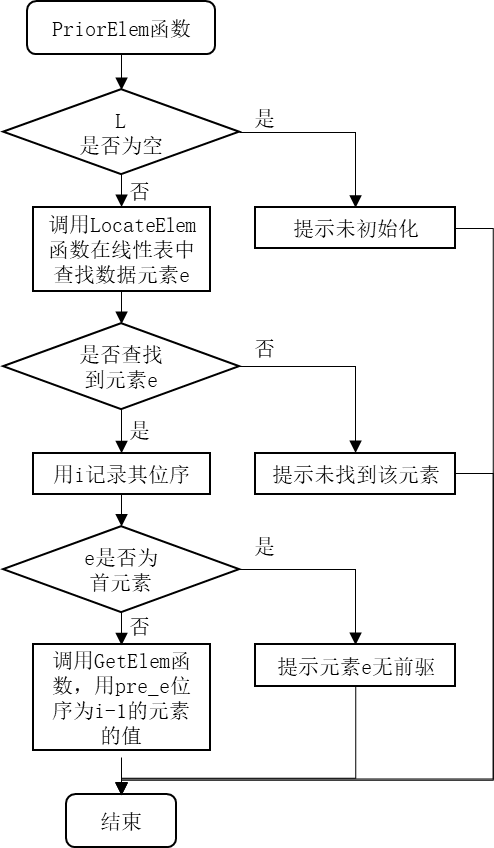 PriorElem函数
L
是否为空
是
否
调用LocateElem
函数在线性表中
查找数据元素e
提示未初始化
是否查找
到元素e
否
是
用i记录其位序
提示未找到该元素
e是否为
首元素
是
否
调用GetElem函
数，用pre_e位
序为i-1的元素
的值
提示元素e无前驱
结束